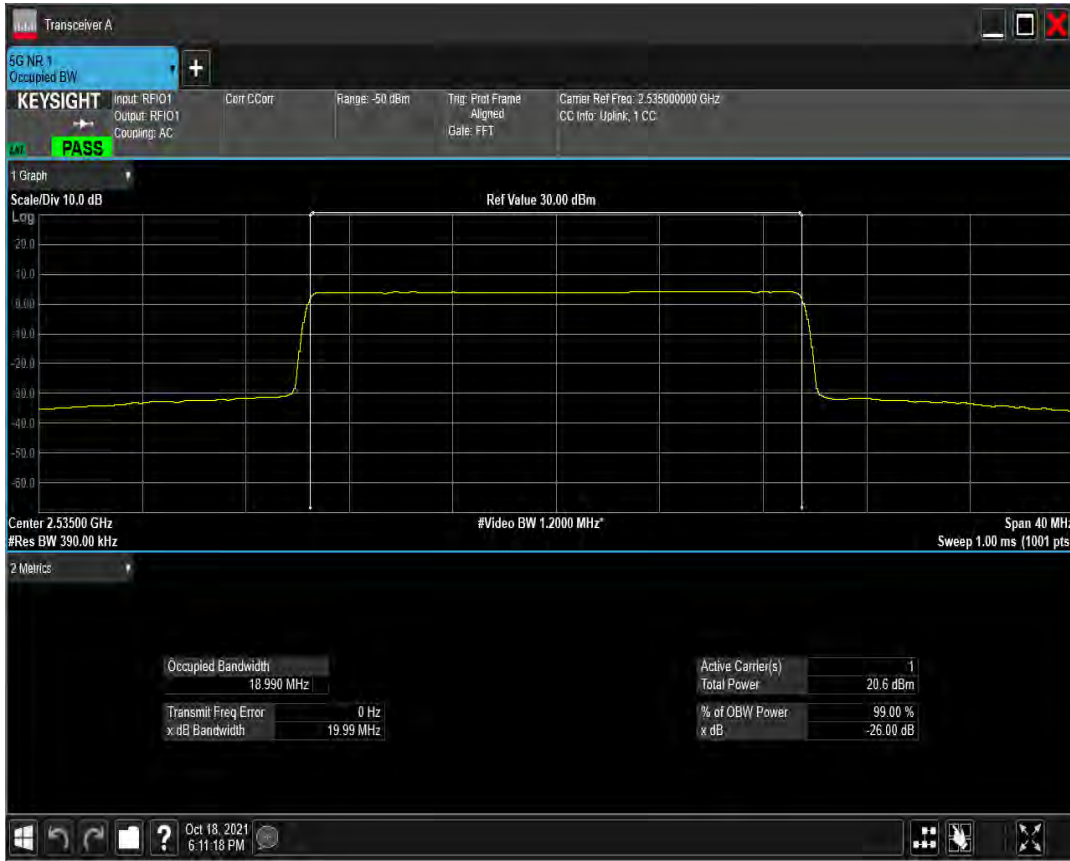 Transceiver A
5G NR 1
Occupied BW
+
KEYSIGHT
Input: RFIO1
Output: RFIO1
Coupling: AC
PASS
Corr CCorr
Range: -50 dBm
Trig: Prot Frame
Aligned
Gate: FFT
Carrier Ref Freq: 2.535000000 GHz
CC Info: Uplink, 1 CC
1 Graph
Scale/Div 10.0 dB
Ref Value 30.00 dBm
Log
20.0
10.0
0.00
-10.0
-20.0
-30.0
-40.0
-50.0
-60.0
Center 2.53500 GHz
#Video BW 1.2000 MHz*
Span 40 MHz
#Res BW 390.00 kHz
Sweep 1.00 ms (1001 pts
2 Metrics
Occupied Bandwidth
18.990 MHz
Transmit Freq Error 0 Hz
x dB Bandwidth 19.99 MHz
Active Carrier(s) 1
Total Power 20.6 dBm
% of OBW Power 99.00 %
x dB -26.00 dB
?
Oct 18, 2021
6:11:18 PM